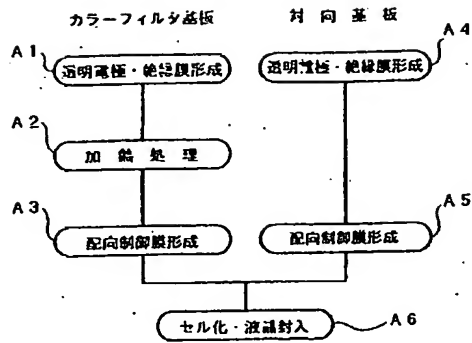 カラーフィルタ基板
対向基板
A1
透明電極・絶縁膜形成
A4
透明電極・絶縁膜形成
A2
加熱処理
A3
配向制御膜形成
A5
配向制御膜形成
セル化・液晶封入
A6